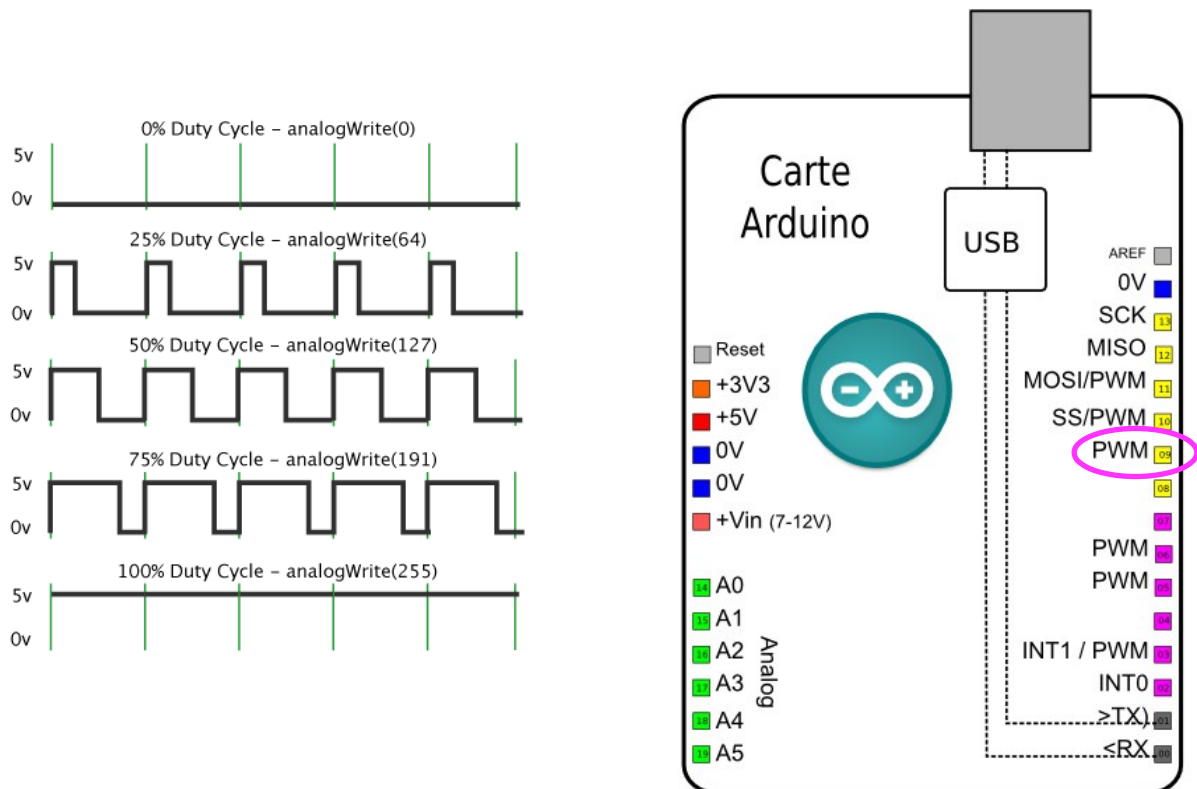 0% Duty Cycle – analogWrite(0)
5v
0v
25% Duty Cycle – analogWrite(64)
5v
0v
50% Duty Cycle – analogWrite(127)
5v
0v
75% Duty Cycle – analogWrite(191)
5v
0v
100% Duty Cycle – analogWrite(255)
5v
0v
Carte
Arduino
USB
Reset
+3V3
+5V
0V
0V
+Vin (7-12V)
14 A0
15 A1
16 A2
17 A3
18 A4
19 A5
Analog
AREF
0V
SCK 13
MISO 12
MOSI/PWM 11
SS/PWM 10
PWM 09
08
07
PWM 06
PWM 05
04
INT1 / PWM 03
INT0 02
>TX) 01
<RX 00